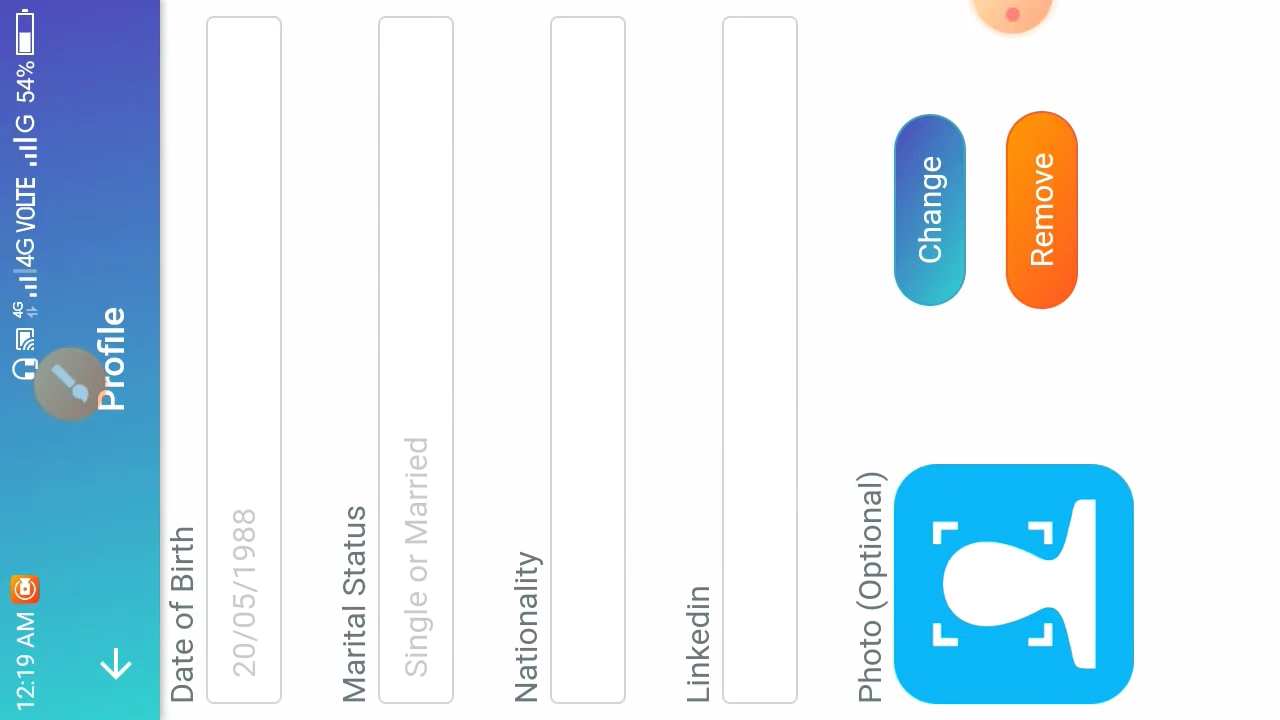 12:19 AM 4G 4G VOLTE G 54%
Profile
Date of Birth
20/05/1988
Marital Status
Single or Married
Nationality
Linkedin
Photo (Optional)
Change
Remove